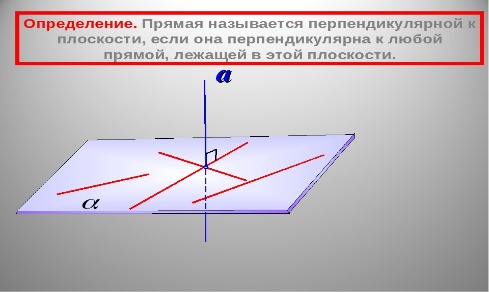 Определение. Прямая называется перпендикулярной к
плоскости, если она перпендикулярна к любой
прямой, лежащей в этой плоскости.
a
α